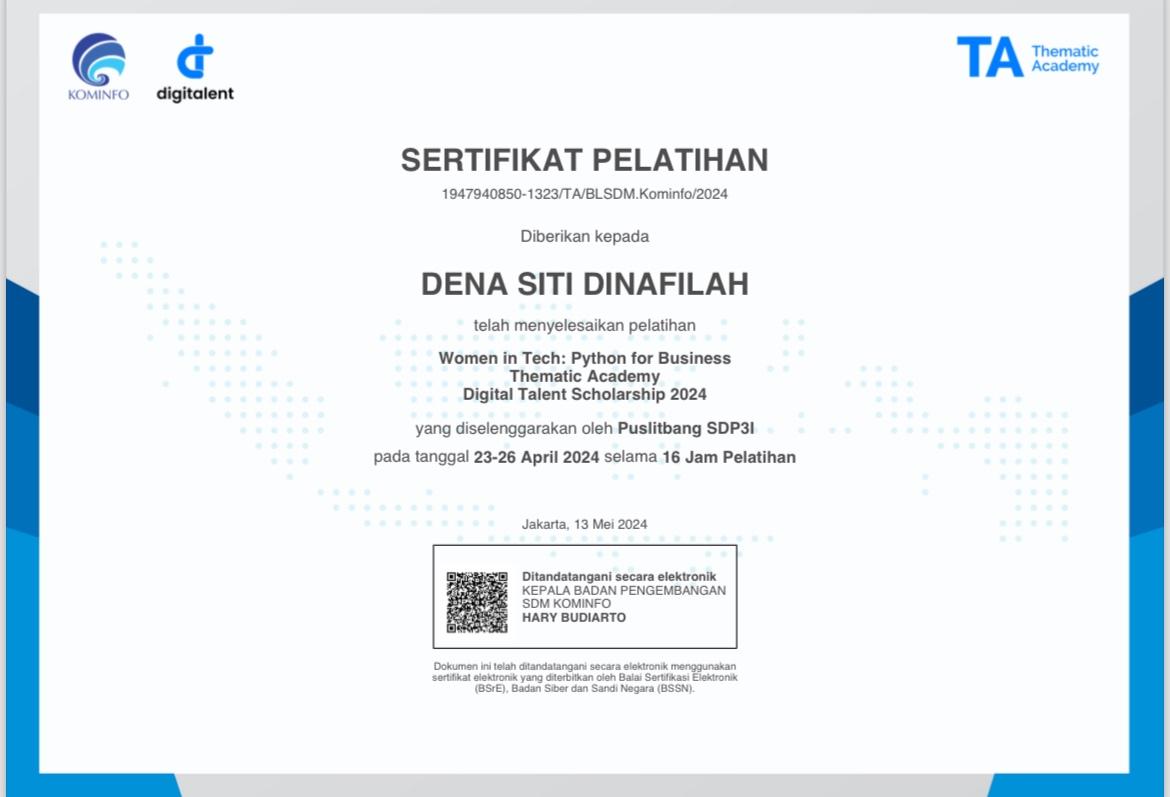 KOMINFO
digitalent
TA Thematic
Academy
SERTIFIKAT PELATIHAN
1947940850-1323/TA/BLSDM.Kominfo/2024
Diberikan kepada
DENA SITI DINAFILAH
telah menyelesaikan pelatihan
Women in Tech: Python for Business
Thematic Academy
Digital Talent Scholarship 2024
yang diselenggarakan oleh Puslitbang SDP3I
pada tanggal 23-26 April 2024 selama 16 Jam Pelatihan
Jakarta, 13 Mei 2024
Ditandatangani secara elektronik
KEPALA BADAN PENGEMBANGAN
SDM KOMINFO
HARY BUDIARTO
Dokumen ini telah ditandatangani secara elektronik menggunakan
sertifikat elektronik yang diterbitkan oleh Balai Sertifikasi Elektronik
(BSrE), Badan Siber dan Sandi Negara (BSSN).